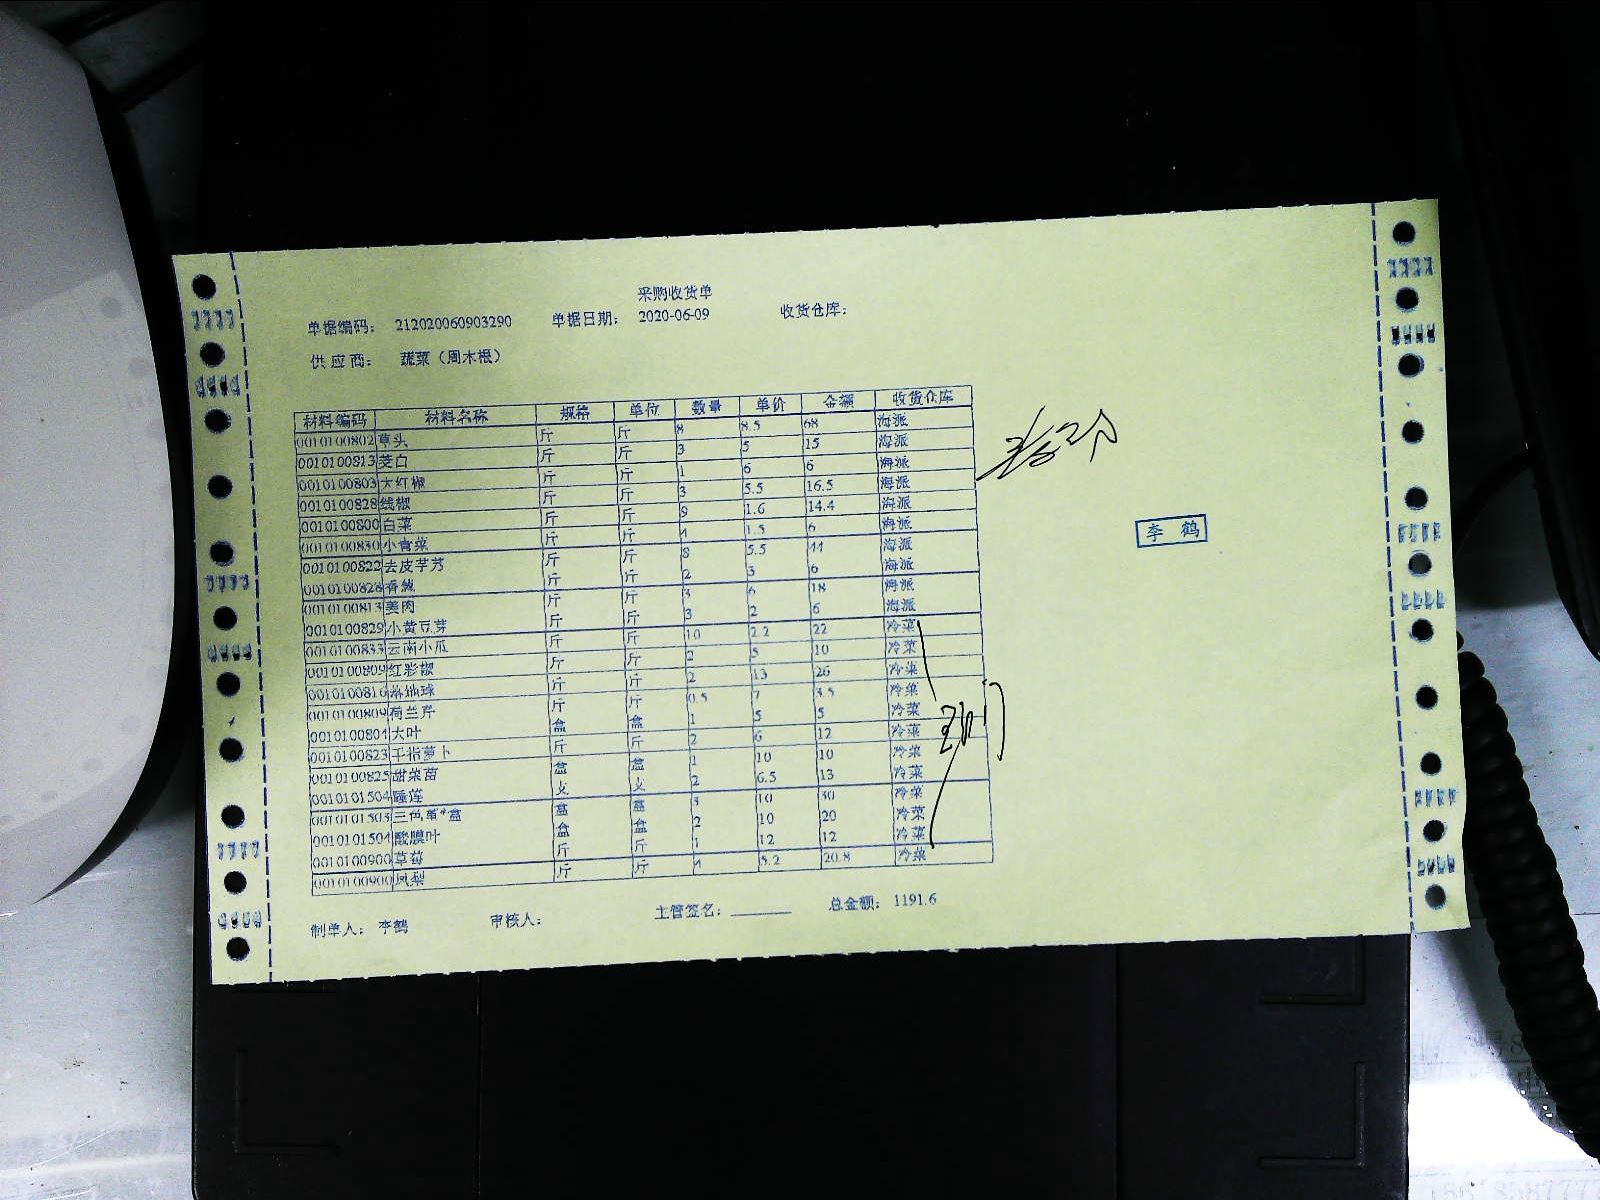 采购收货单
单据编码: 212020060903290 单据日期: 2020-06-09 收货仓库:
供应商: 蔬菜(周木根)
材料编码 材料名称 规格 单位 数量 单价 金额 收货仓库
0010100802 草头 斤 斤 8 8.5 68 海派
0010100813 茭白 斤 斤 3 5 15 海派
0010100803 大红椒 斤 斤 1 6 6 海派
0010100828 线椒 斤 斤 3 5.5 16.5 海派
0010100800 白菜 斤 斤 9 1.6 14.4 海派
0010100830 小青菜 斤 斤 4 1.5 6 海派
0010100822 去皮芋艿 斤 斤 8 5.5 44 海派
0010100828 香葱 斤 斤 2 3 6 海派
0010100813 姜肉 斤 斤 3 6 18 海派
0010100829 小黄豆芽 斤 斤 3 2 6 海派
0010100833 云南小瓜 斤 斤 10 2.2 22 冷菜
0010100809 红彩椒 斤 斤 2 5 10 冷菜
斤 斤 2 13 26 冷菜
0010100809 荷兰芹 斤 斤 0.5 7 3.5 冷菜
0010100801 大叶 盒 盒 1 5 5 冷菜
0010100823 手指萝卜 斤 斤 2 6 12 冷菜
0010100825 甜菜苗 盒 盒 1 10 10 冷菜
0010101504 睡莲 支 支 2 6.5 13 冷菜
0010101503 三色堇*盒 盒 盒 3 10 30 冷菜
0010101504 酸膜叶 盒 盒 2 10 20 冷菜
0010100900 草莓 斤 斤 1 12 12 冷菜
0010100900 凤梨 斤 斤 4 5.2 20.8 冷菜
李鹤
制单人: 李鹤 审核人: 主管签名: 总金额: 1191.6